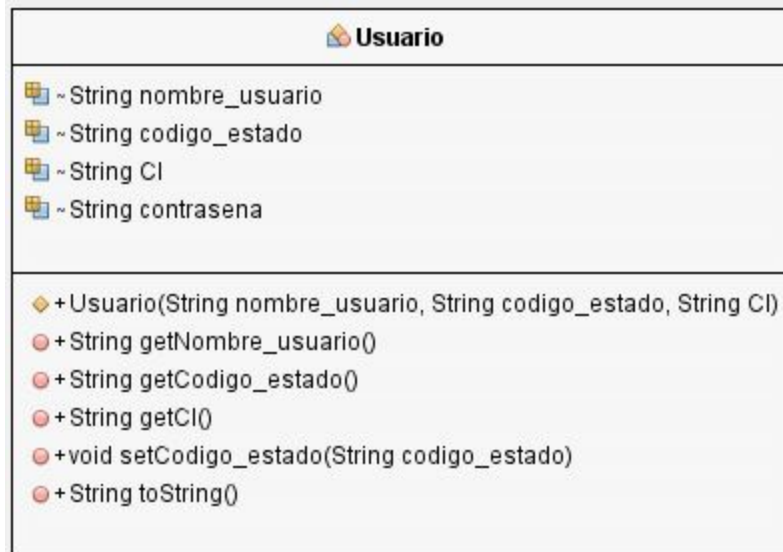 Usuario
~String nombre_usuario
~String codigo_estado
~String CI
~String contrasena
+Usuario(String nombre_usuario, String codigo_estado, String CI)
+String getNombre_usuario()
+String getCodigo_estado()
+String getCI()
+void setCodigo_estado(String codigo_estado)
+String toString()